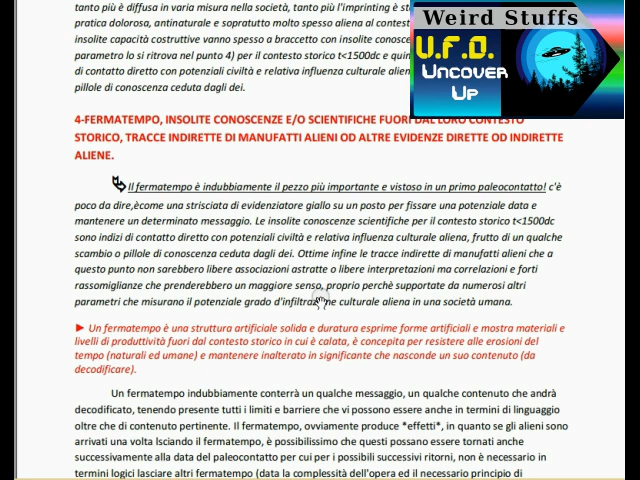 tanto più è diffusa in varia misura nella società, tanto più l'imprinting è
pratica dolorosa, antinaturale e sopratutto molto spesso aliena al contest
insolite capacità costruttive vanno spesso a braccetto con insolite conosce
parametro lo si ritrova nel punto 4) per il contesto storico t<1500dc e quin
di contatto diretto con potenziali civiltà e relativa influenza culturale alien
pillole di conoscenza ceduta dagli dei.
Weird Stuffs
U.F.O.
Uncover
Up
4-FERMATEMPO, INSOLITE CONOSCENZE E/O SCIENTIFICHE FUORI DAL LORO CONTESTO
STORICO, TRACCE INDIRETTE DI MANUFATTI ALIENI OD ALTRE EVIDENZE DIRETTE OD INDIRETTE
ALIENE.
Il fermatempo è indubbiamente il pezzo più importante e vistoso in un primo paleocontatto! c'è
poco da dire,ècome una strisciata di evidenziatore giallo su un posto per fissare una potenziale data e
mantenere un determinato messaggio. Le insolite conoscenze scientifiche per il contesto storico t<1500dc
sono indizi di contatto diretto con potenziali civiltà e relativa influenza culturale aliena, frutto di un qualche
scambio o pillole di conoscenza ceduta dagli dei. Ottime infine le tracce indirette di manufatti alieni che a
questo punto non sarebbero libere associazioni astratte o libere interpretazioni ma correlazioni e forti
rassomiglianze che prenderebbero un maggiore senso, proprio perchè supportate da numerosi altri
parametri che misurano il potenziale grado d'infiltrazione culturale aliena in una società umana.
► Un fermatempo è una struttura artificiale solida e duratura esprime forme artificiali e mostra materiali e
livelli di produttività fuori dal contesto storico in cui è calata, è concepita per resistere alle erosioni del
tempo (naturali ed umane) e mantenere inalterato in significante che nasconde un suo contenuto (da
decodificare).
Un fermatempo indubbiamente conterrà un qualche messaggio, un qualche contenuto che andrà
decodificato, tenendo presente tutti i limiti e barriere che vi possono essere anche in termini di linguaggio
oltre che di contenuto pertinente. Il fermatempo, ovviamente produce *effetti*, in quanto se gli alieni sono
arrivati una volta lsciando il fermatempo, è possibilissimo che questi possano essere tornati anche
successivamente alla data del paleocontatto per cui per i possibili successivi ritorni, non è necessario in
termini logici lasciare altri fermatempo (data la complessità dell'opera ed il necessario principio di